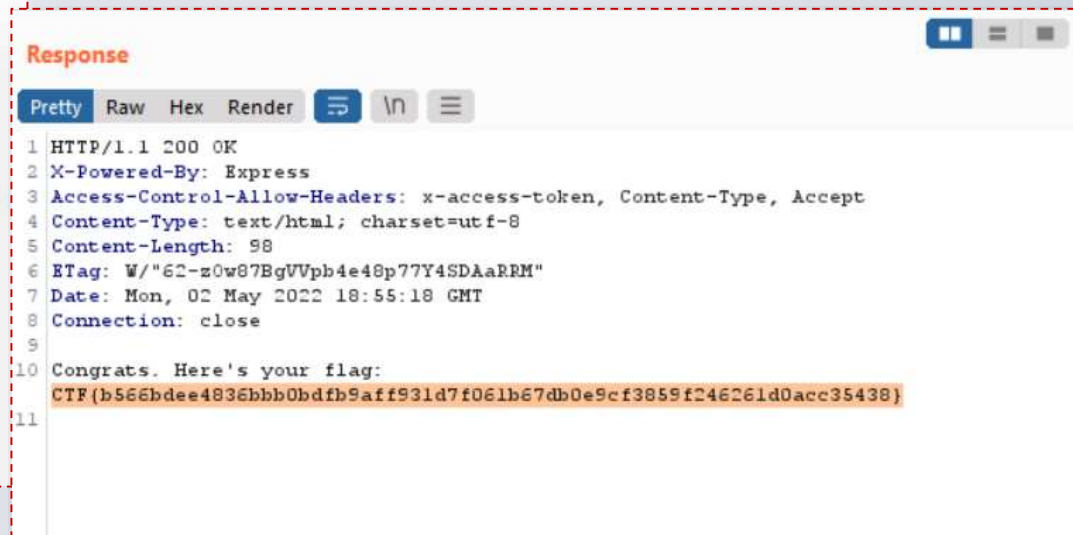 Response
Pretty Raw Hex Render \n
1 HTTP/1.1 200 OK
2 X-Powered-By: Express
3 Access-Control-Allow-Headers: x-access-token, Content-Type, Accept
4 Content-Type: text/html; charset=utf-8
5 Content-Length: 98
6 ETag: W/"62-z0w87BgVVpb4e48p77Y4SDAaRRM"
7 Date: Mon, 02 May 2022 18:55:18 GMT
8 Connection: close
9
10 Congrats. Here's your flag:
CTF{b566bdee4836bbb0bdfb9aff931d7f061b67db0e9cf3859f246261d0acc35438}
11